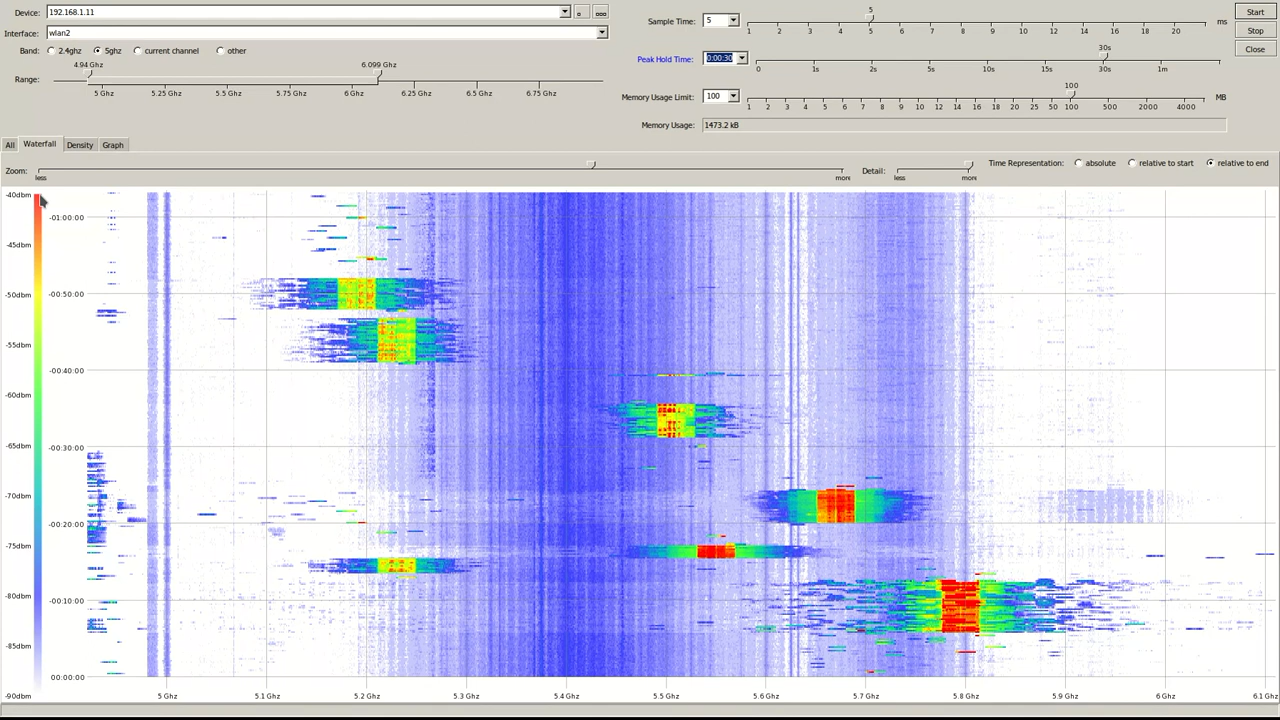 Device: 192.168.1.11
Interface: wlan2
Band: 2.4ghz 5ghz current channel other
4.94 Ghz 6.099 Ghz
Range:
5 Ghz 5.25 Ghz 5.5 Ghz 5.75 Ghz 6 Ghz 6.25 Ghz 6.5 Ghz 6.75 Ghz
5
Sample Time: 5 ms
1 2 3 4 5 6 7 8 9 10 12 14 16 18 20
30s
Peak Hold Time: 0:00:30
0 1s 2s 5s 10s 15s 30s 1m
100
Memory Usage Limit: 100 MB
1 2 3 4 5 6 7 8 9 10 12 14 16 18 20 25 50 100 500 2000 4000
Memory Usage: 1473.2 kB
Start
Stop
Close
All Waterfall Density Graph
Zoom: less more Detail: less more Time Representation: absolute relative to start relative to end
-40dbm
-45dbm
-50dbm
-55dbm
-60dbm
-65dbm
-70dbm
-75dbm
-80dbm
-85dbm
-90dbm
-01:00:00
-00:50:00
-00:40:00
-00:30:00
-00:20:00
-00:10:00
00:00:00
5 Ghz 5.1 Ghz 5.2 Ghz 5.3 Ghz 5.4 Ghz 5.5 Ghz 5.6 Ghz 5.7 Ghz 5.8 Ghz 5.9 Ghz 6 Ghz 6.1 Ghz